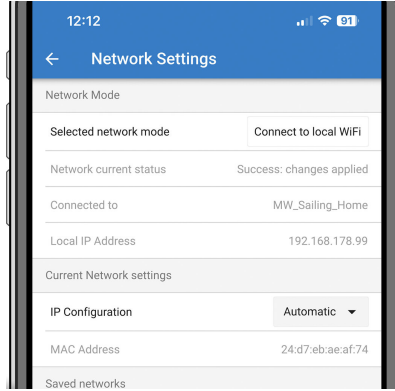 12:12
91
Network Settings
Network Mode
Selected network mode Connect to local WiFi
Network current status Success: changes applied
Connected to MW_Sailing_Home
Local IP Address 192.168.178.99
Current Network settings
IP Configuration Automatic
MAC Address 24:d7:eb:ae:af:74
Saved networks